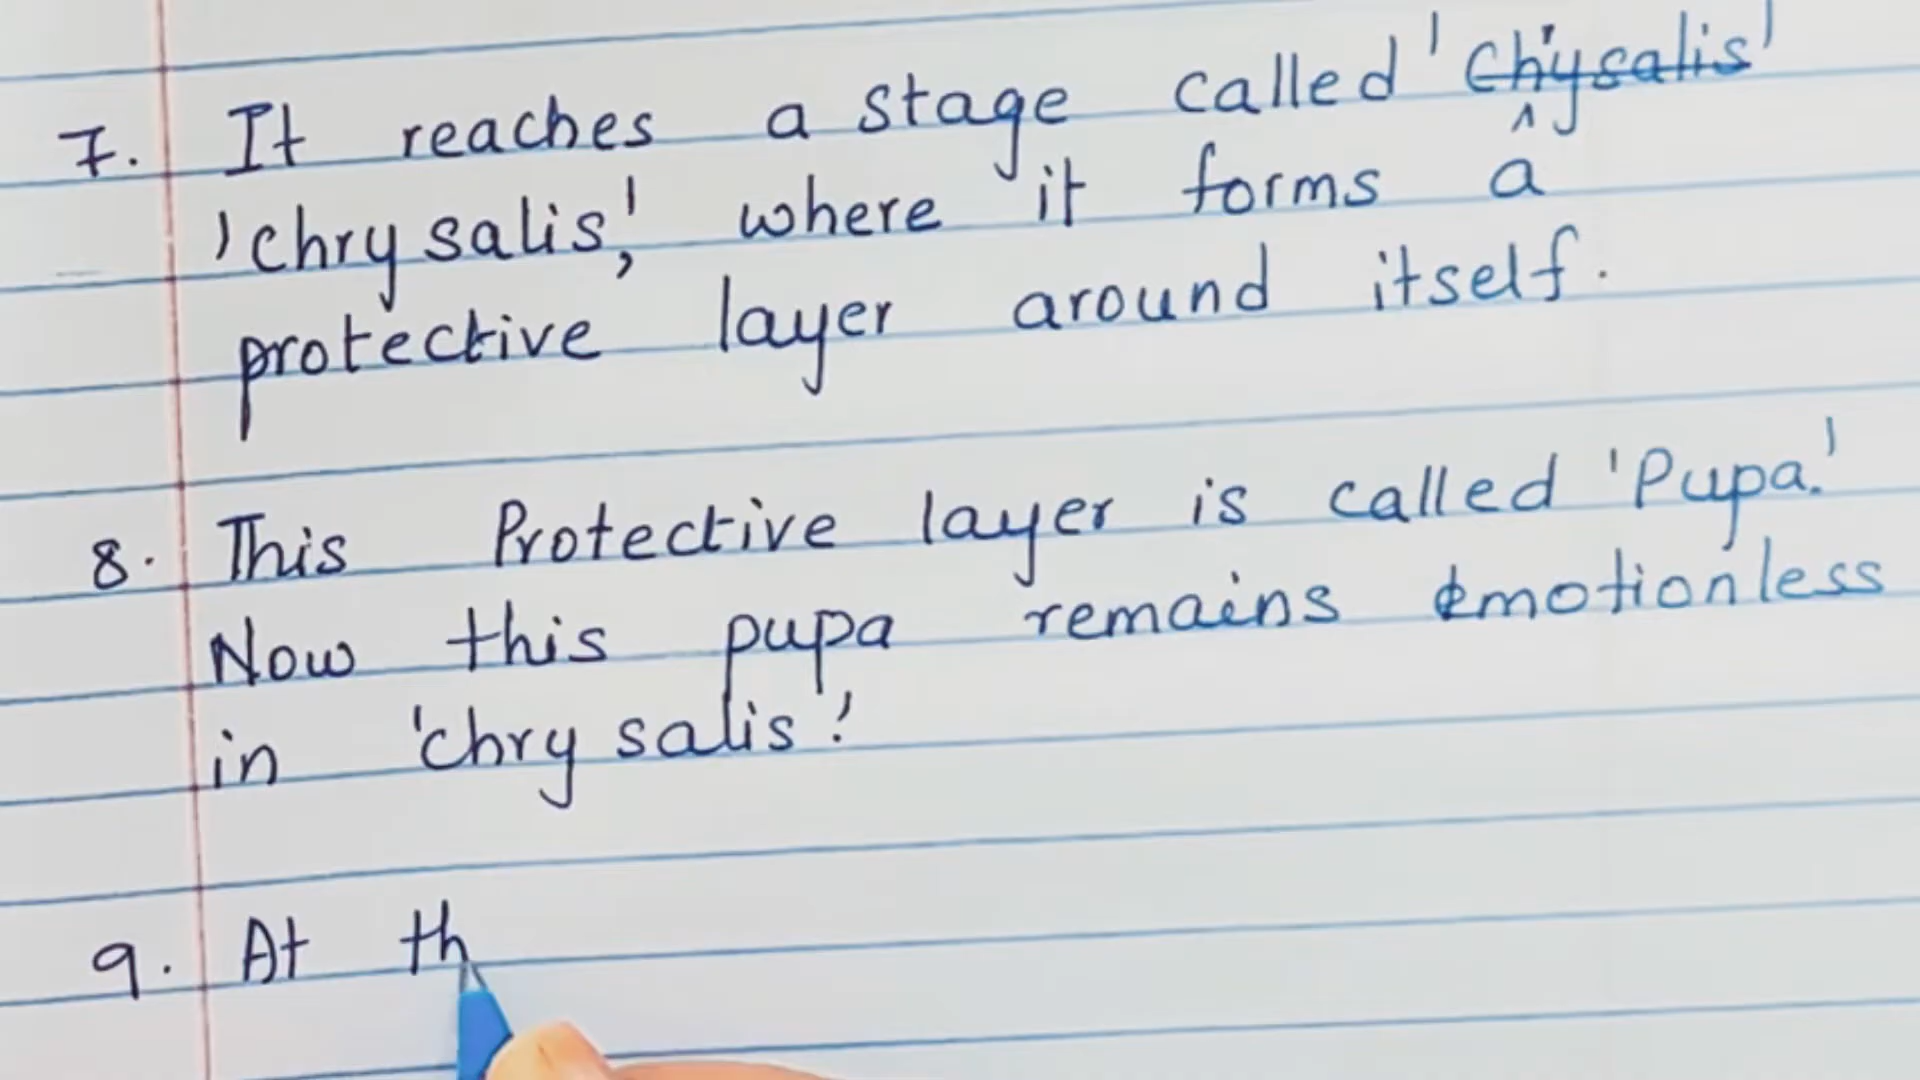 7. It reaches a stage called 'Chrysalis'
'chrysalis,' where it forms a
protective layer around itself.
8. This Protective layer is called 'Pupa.'
Now this pupa remains emotionless
in 'chrysalis'.
9. At th